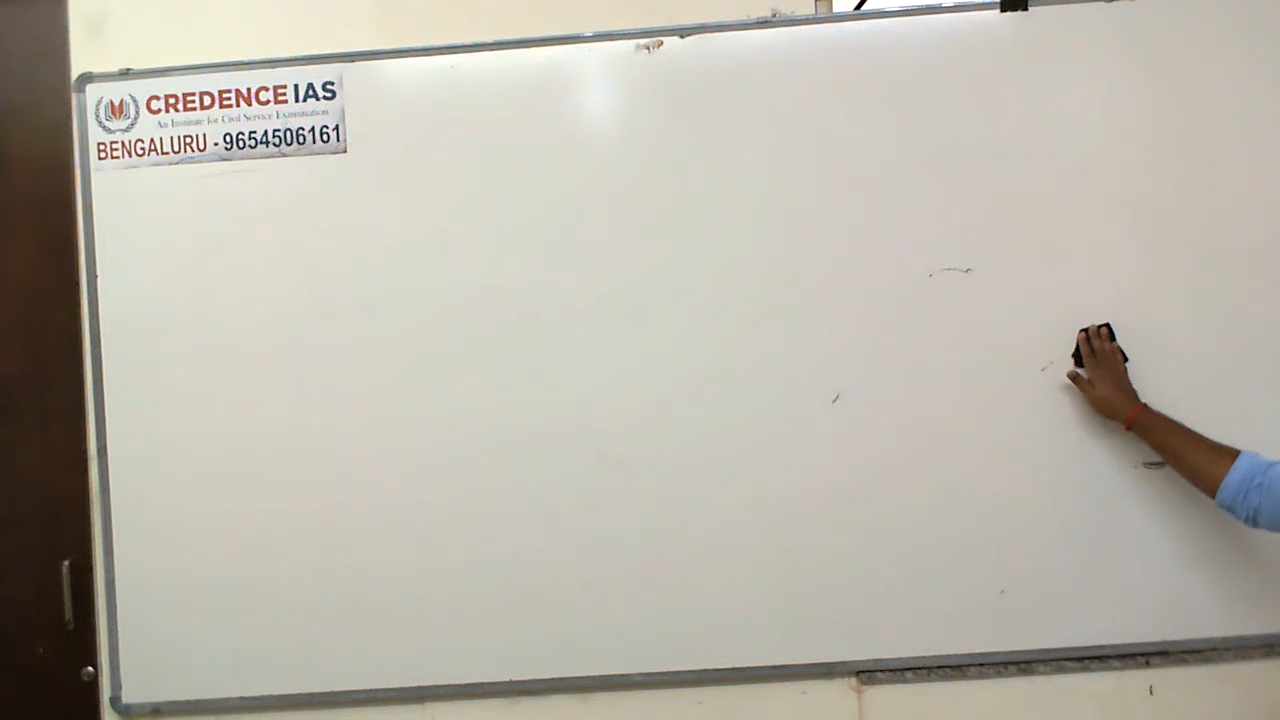 CREDENCE IAS
An Institute for Civil Service Examination
BENGALURU - 9654506161